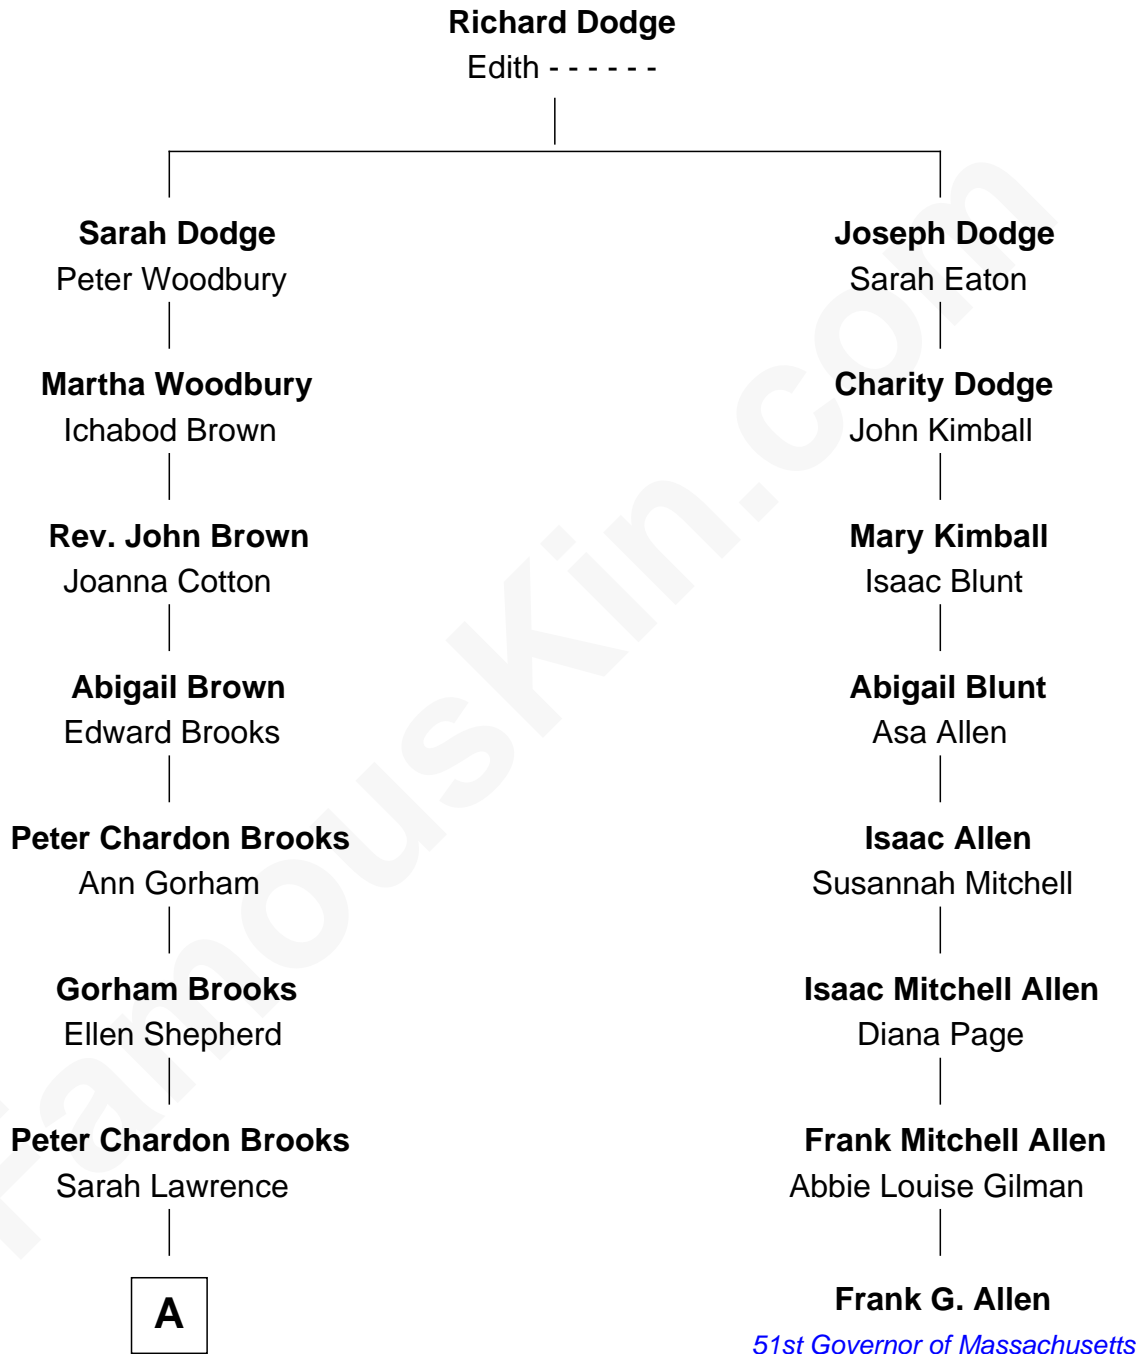 Richard Dodge
Edith - - - - - -
Sarah Dodge
Peter Woodbury
Joseph Dodge
Sarah Eaton
Martha Woodbury
Ichabod Brown
Charity Dodge
John Kimball
Rev. John Brown
Joanna Cotton
Mary Kimball
Isaac Blunt
Abigail Brown
Edward Brooks
Abigail Blunt
Asa Allen
Peter Chardon Brooks
Ann Gorham
Isaac Allen
Susannah Mitchell
Gorham Brooks
Ellen Shepherd
Isaac Mitchell Allen
Diana Page
Peter Chardon Brooks
Sarah Lawrence
Frank Mitchell Allen
Abbie Louise Gilman
A
Frank G. Allen
51st Governor of Massachusetts
FamousKin.com